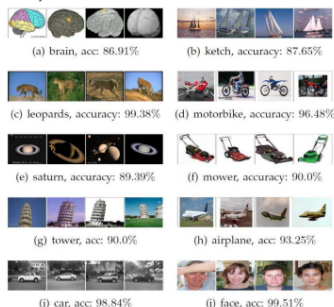 (a) brain, acc: 86.91%
(b) ketch, accuracy: 87.65%
(c) leopards, accuracy: 99.38%
(d) motorbike, accuracy: 96.48%
(e) saturn, accuracy: 89.39%
(f) mower, accuracy: 90.0%
(g) tower, acc: 90.0%
(h) airplane, acc: 93.25%
(i) car, acc: 98.84%
(j) face, acc: 99.51%